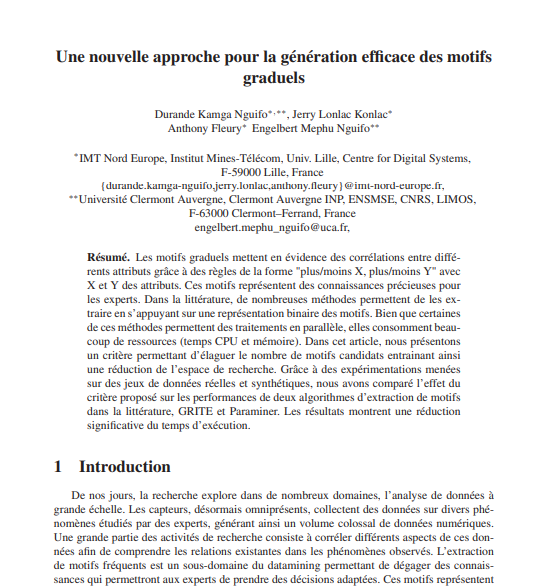 Une nouvelle approche pour la génération efficace des motifs
graduels
Durande Kamga Nguifo*,**, Jerry Lonlac Konlac*
Anthony Fleury* Engelbert Mephu Nguifo**
*IMT Nord Europe, Institut Mines-Télécom, Univ. Lille, Centre for Digital Systems,
F-59000 Lille, France
{durande.kamga-nguifo,jerry.lonlac,anthony.fleury}@imt-nord-europe.fr,
**Université Clermont Auvergne, Clermont Auvergne INP, ENSMSE, CNRS, LIMOS,
F-63000 Clermont–Ferrand, France
engelbert.mephu_nguifo@uca.fr,
Résumé. Les motifs graduels mettent en évidence des corrélations entre diffé-
rents attributs grâce à des règles de la forme "plus/moins X, plus/moins Y" avec
X et Y des attributs. Ces motifs représentent des connaissances précieuses pour
les experts. Dans la littérature, de nombreuses méthodes permettent de les ex-
traire en s'appuyant sur une représentation binaire des motifs. Bien que certaines
de ces méthodes permettent des traitements en parallèle, elles consomment beau-
coup de ressources (temps CPU et mémoire). Dans cet article, nous présentons
un critère permettant d'élaguer le nombre de motifs candidats entrainant ainsi
une réduction de l'espace de recherche. Grâce à des expérimentations menées
sur des jeux de données réelles et synthétiques, nous avons comparé l'effet du
critère proposé sur les performances de deux algorithmes d'extraction de motifs
dans la littérature, GRITE et Paraminer. Les résultats montrent une réduction
significative du temps d'exécution.
1 Introduction
De nos jours, la recherche explore dans de nombreux domaines, l'analyse de données à
grande échelle. Les capteurs, désormais omniprésents, collectent des données sur divers phé-
nomènes étudiés par des experts, générant ainsi un volume colossal de données numériques.
Une grande partie des activités de recherche consiste à corréler différents aspects de ces don-
nées afin de comprendre les relations existantes dans les phénomènes observés. L'extraction
de motifs fréquents est un sous-domaine du datamining permettant de dégager des connais-
sances qui permettront aux experts de prendre des décisions adaptées. Ces motifs représentent